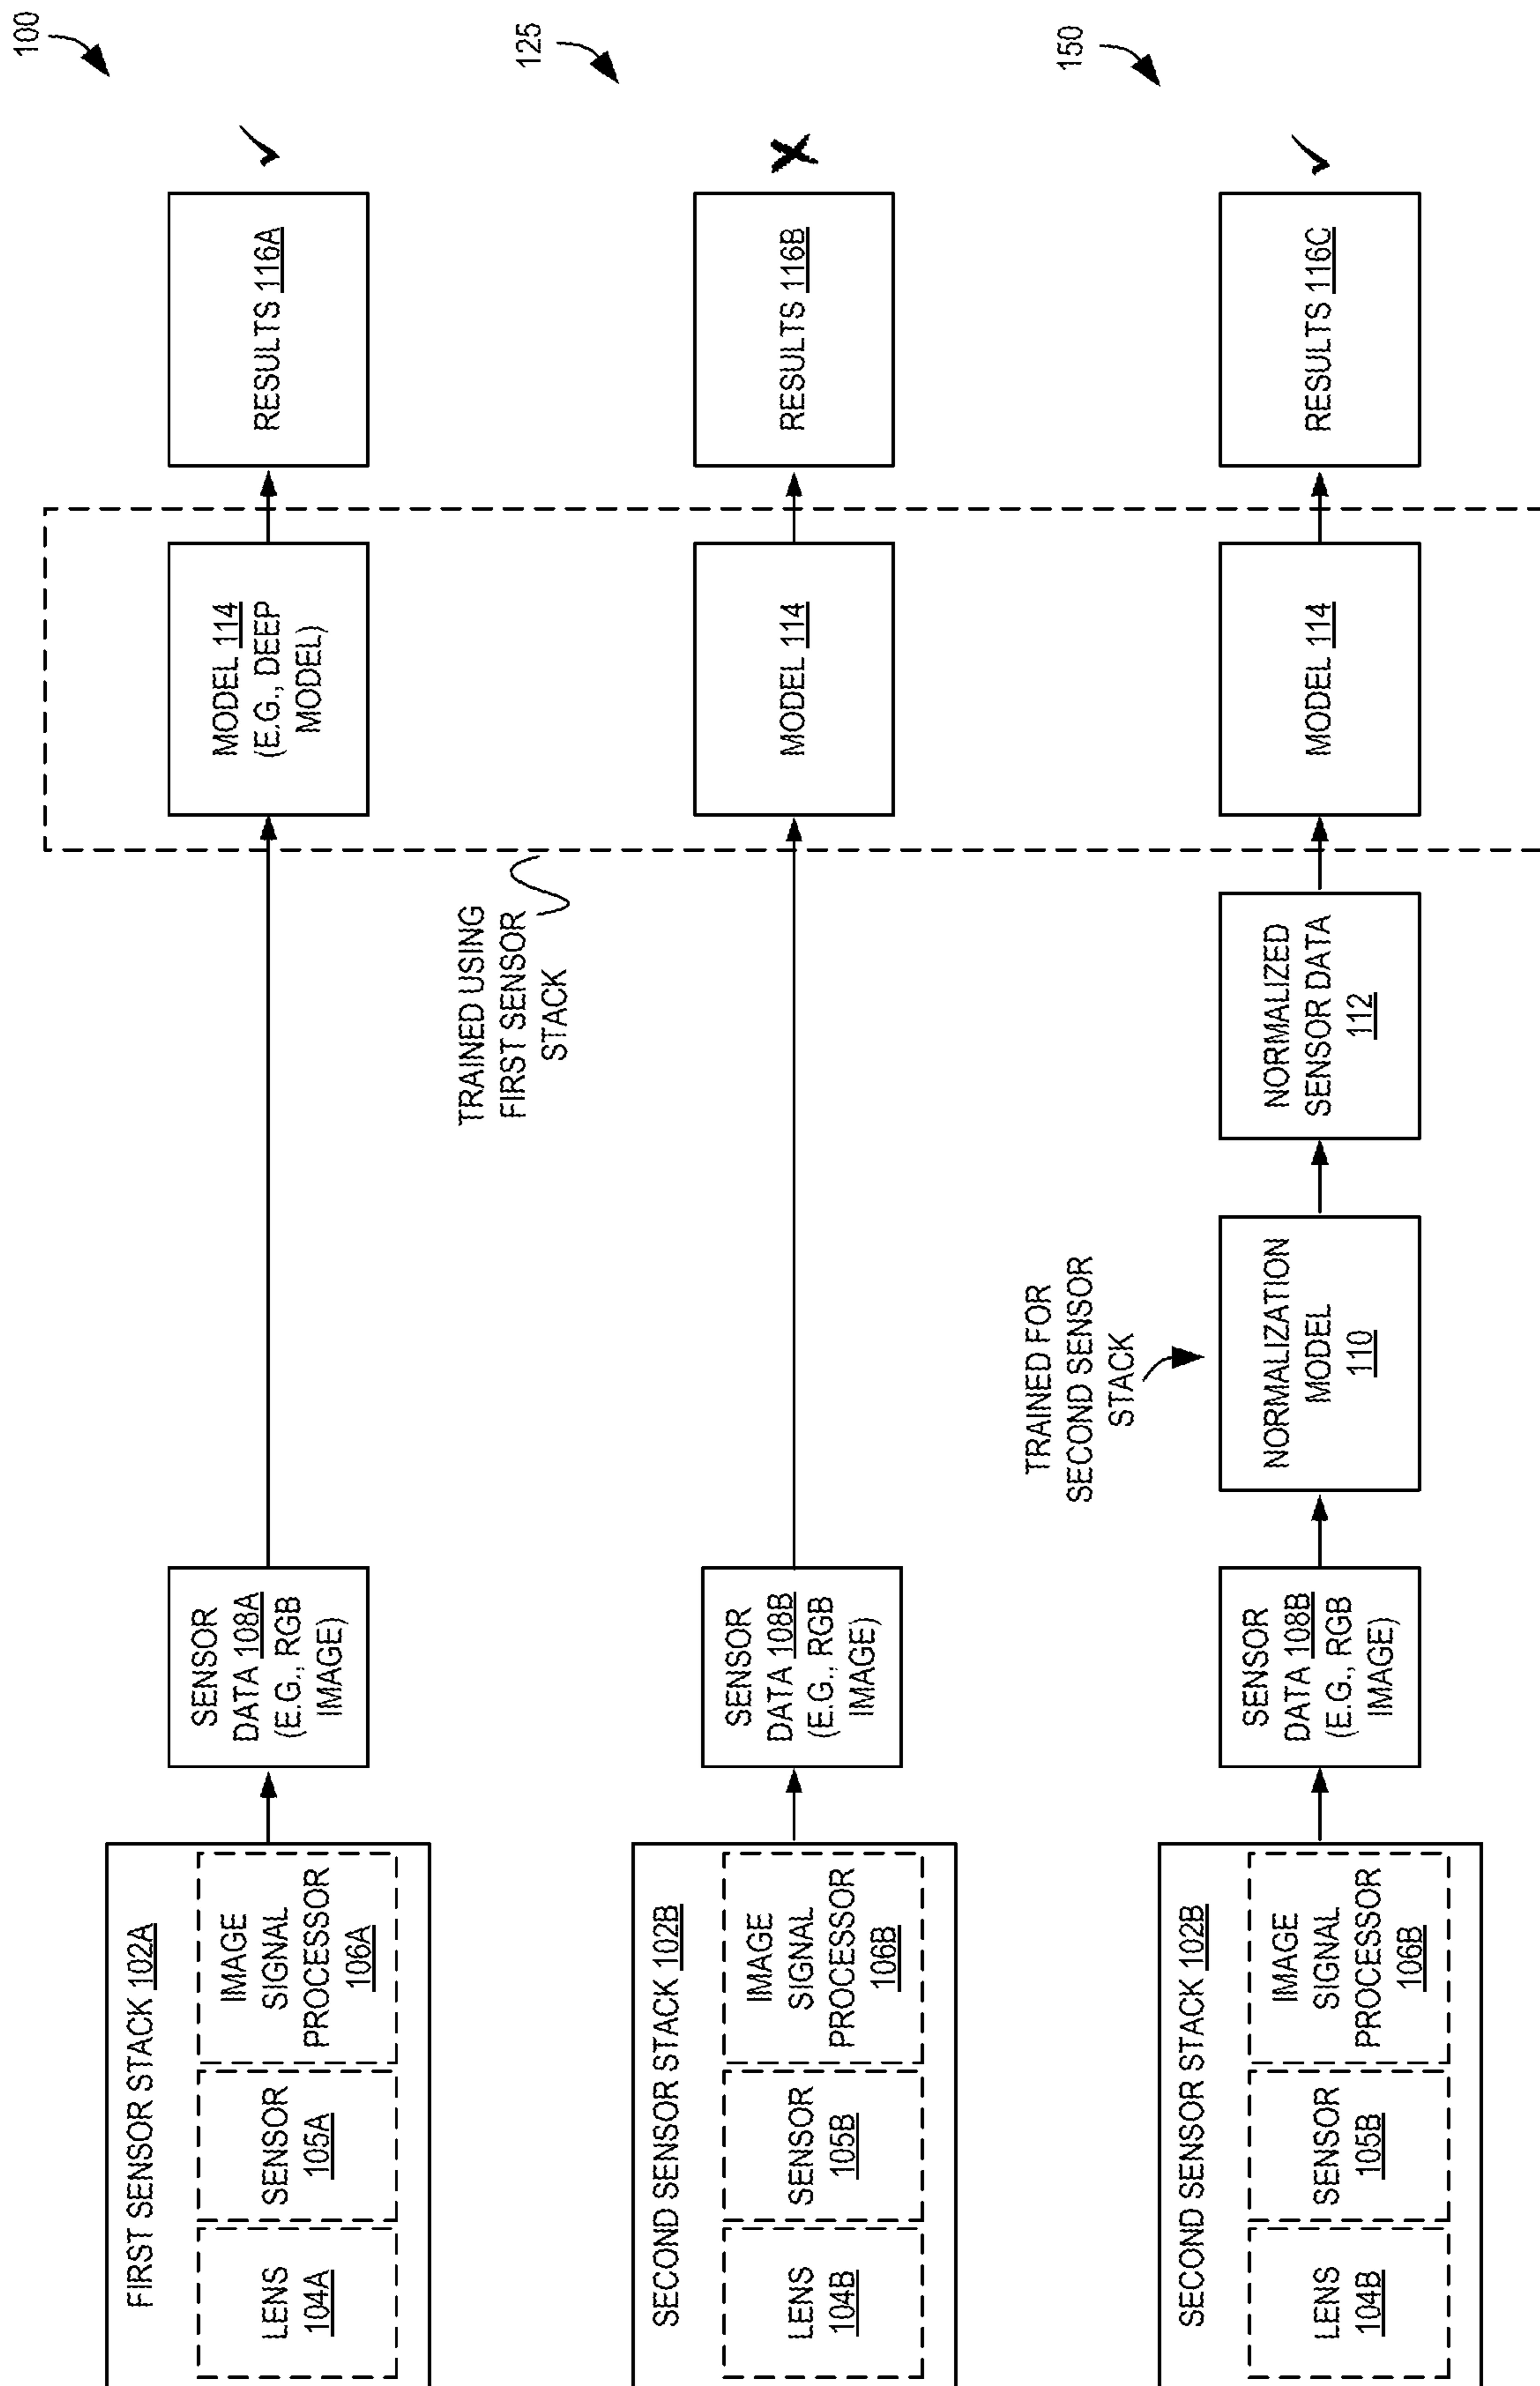 100
FIRST SENSOR STACK 102A
LENS
104A
SENSOR
105A
IMAGE
SIGNAL
PROCESSOR
106A
SENSOR
DATA 108A
(E.G., RGB
IMAGE)
MODEL 114
(E.G., DEEP
MODEL)
RESULTS 116A
TRAINED USING
FIRST SENSOR
STACK
125
SECOND SENSOR STACK 102B
LENS
104B
SENSOR
105B
IMAGE
SIGNAL
PROCESSOR
106B
SENSOR
DATA 108B
(E.G., RGB
IMAGE)
MODEL 114
RESULTS 116B
150
TRAINED FOR
SECOND SENSOR
STACK
SECOND SENSOR STACK 102B
LENS
104B
SENSOR
105B
IMAGE
SIGNAL
PROCESSOR
106B
SENSOR
DATA 108B
(E.G., RGB
IMAGE)
NORMALIZATION
MODEL
110
NORMALIZED
SENSOR DATA
112
MODEL 114
RESULTS 116C